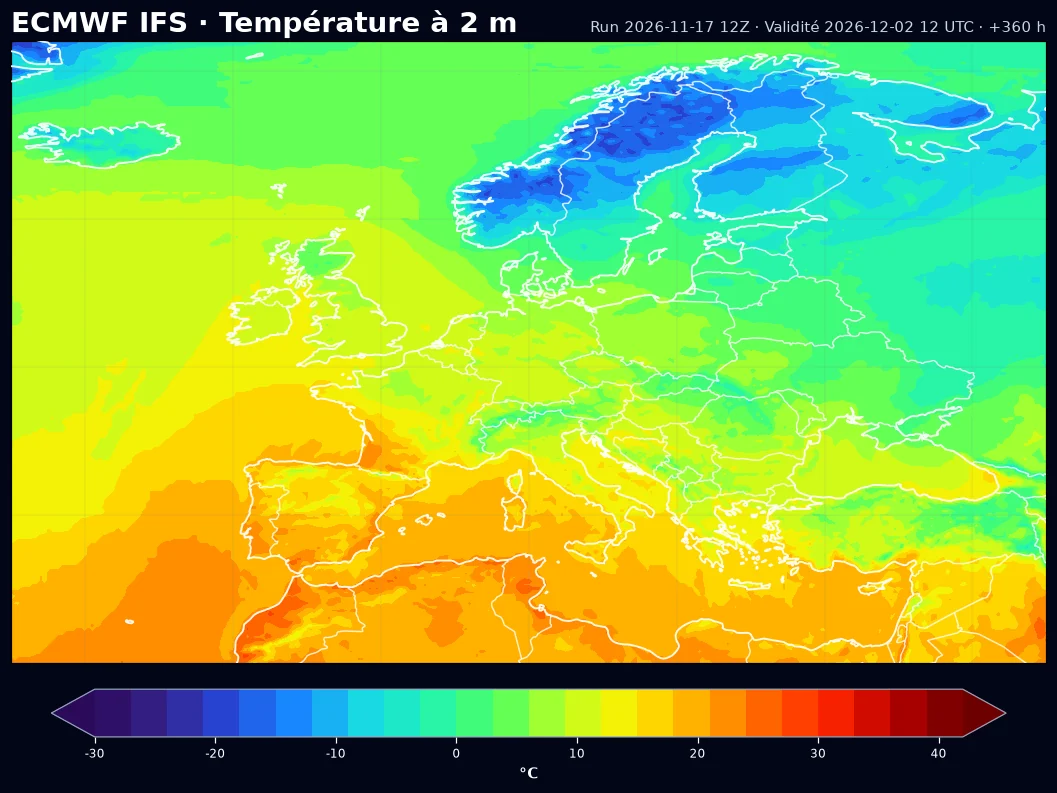 ECMWF IFS · Température à 2 m
Run 2026-11-17 12Z · Validité 2026-12-02 12 UTC · +360 h
-30 -20 -10 0 10 20 30 40
°C